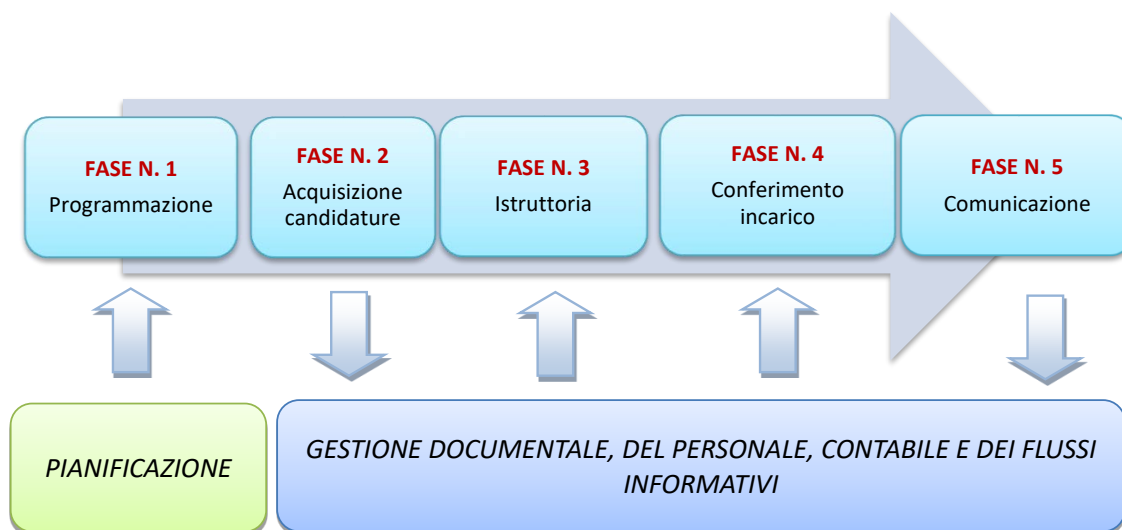 FASE N. 1
Programmazione
FASE N. 2
Acquisizione
candidature
FASE N. 3
Istruttoria
FASE N. 4
Conferimento
incarico
FASE N. 5
Comunicazione
PIANIFICAZIONE
GESTIONE DOCUMENTALE, DEL PERSONALE, CONTABILE E DEI FLUSSI
INFORMATIVI